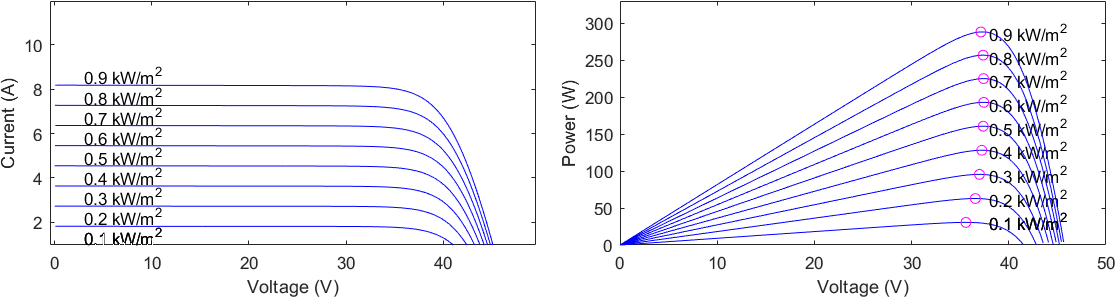 10
8
6
4
2
Current (A)
0.9 kW/m²
0.8 kW/m²
0.7 kW/m²
0.6 kW/m²
0.5 kW/m²
0.4 kW/m²
0.3 kW/m²
0.2 kW/m²
0.1 kW/m²
0 10 20 30 40
Voltage (V)
300
250
200
150
100
50
0
Power (W)
0.9 kW/m²
0.8 kW/m²
0.7 kW/m²
0.6 kW/m²
0.5 kW/m²
0.4 kW/m²
0.3 kW/m²
0.2 kW/m²
0.1 kW/m²
0 10 20 30 40 50
Voltage (V)